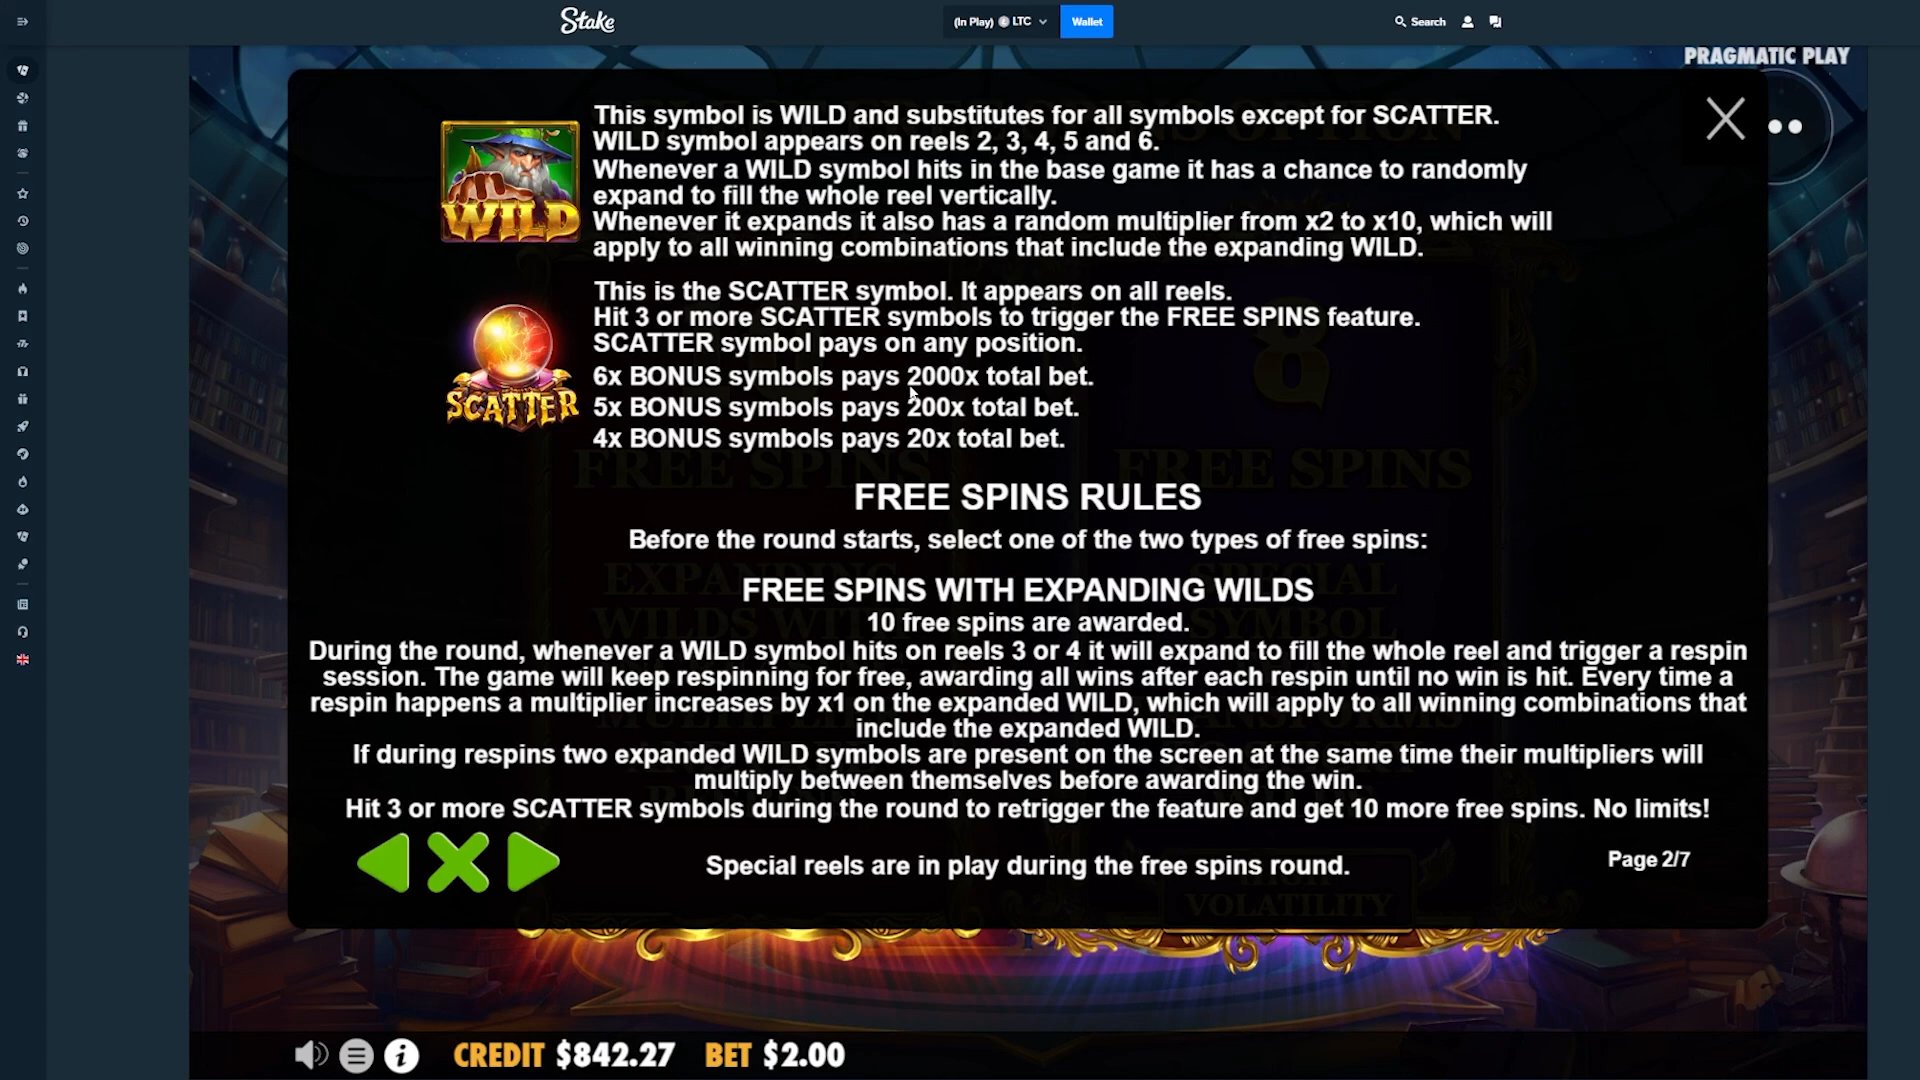 Stake
(In Play) LTC
Wallet
Search
PRAGMATIC PLAY
This symbol is WILD and substitutes for all symbols except for SCATTER.
WILD symbol appears on reels 2, 3, 4, 5 and 6.
Whenever a WILD symbol hits in the base game it has a chance to randomly
expand to fill the whole reel vertically.
Whenever it expands it also has a random multiplier from x2 to x10, which will
apply to all winning combinations that include the expanding WILD.
WILD
This is the SCATTER symbol. It appears on all reels.
Hit 3 or more SCATTER symbols to trigger the FREE SPINS feature.
SCATTER symbol pays on any position.
6x BONUS symbols pays 2000x total bet.
5x BONUS symbols pays 200x total bet.
4x BONUS symbols pays 20x total bet.
SCATTER
8
FREE SPINS
FREE SPINS
FREE SPINS RULES
Before the round starts, select one of the two types of free spins:
EXPANDING
SPECIAL
FREE SPINS WITH EXPANDING WILDS
WILDS WITH
SYMBOL
10 free spins are awarded.
During the round, whenever a WILD symbol hits on reels 3 or 4 it will expand to fill the whole reel and trigger a respin
session. The game will keep respinning for free, awarding all wins after each respin until no win is hit. Every time a
respin happens a multiplier increases by x1 on the expanded WILD, which will apply to all winning combinations that
include the expanded WILD.
If during respins two expanded WILD symbols are present on the screen at the same time their multipliers will
multiply between themselves before awarding the win.
Hit 3 or more SCATTER symbols during the round to retrigger the feature and get 10 more free spins. No limits!
Special reels are in play during the free spins round.
Page 2/7
HIGH
VOLATILITY
CREDIT $842.27 BET $2.00